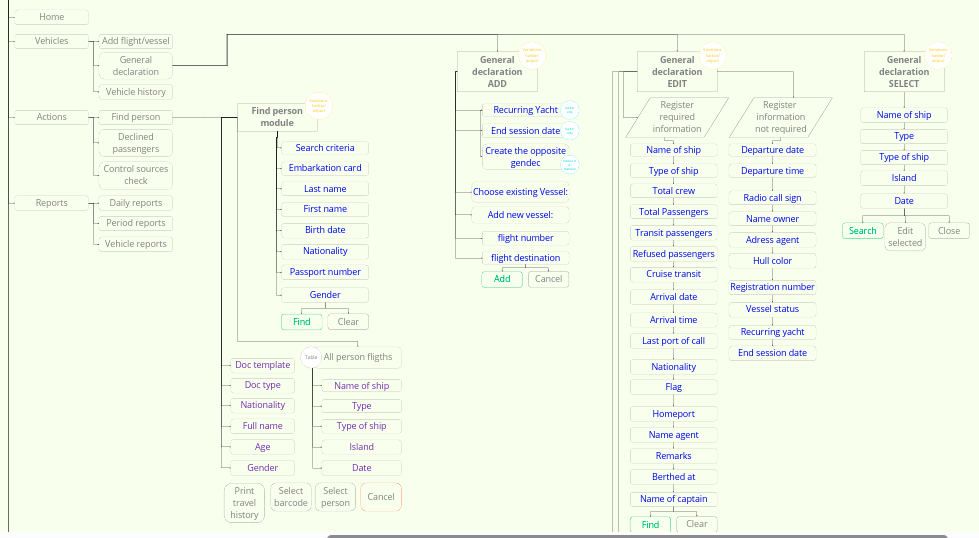 Home
Vehicles
Add flight/vessel
General
declaration
Vehicle history
Actions
Find person
Declined
passengers
Control sources
check
Reports
Daily reports
Period reports
Vehicle reports
Find person
module
Search criteria
Embarkation card
Last name
First name
Birth date
Nationality
Passport number
Gender
Find
Clear
Doc template
Doc type
Nationality
Full name
Age
Gender
Table
All person fligths
Name of ship
Type
Type of ship
Island
Date
Print
travel
history
Select
barcode
Select
person
Cancel
General
declaration
ADD
Recurring Yacht
End session date
Create the opposite
gendec
Choose existing Vessel:
Add new vessel:
flight number
flight destination
Add
Cancel
General
declaration
EDIT
Register
required
information
Name of ship
Type of ship
Total crew
Total Passengers
Transit passengers
Refused passengers
Cruise transit
Arrival date
Arrival time
Last port of call
Nationality
Flag
Homeport
Name agent
Remarks
Berthed at
Name of captain
Find
Clear
Register
information
not required
Departure date
Departure time
Radio call sign
Name owner
Adress agent
Hull color
Registration number
Vessel status
Recurring yacht
End session date
General
declaration
SELECT
Name of ship
Type
Type of ship
Island
Date
Search
Edit
selected
Close